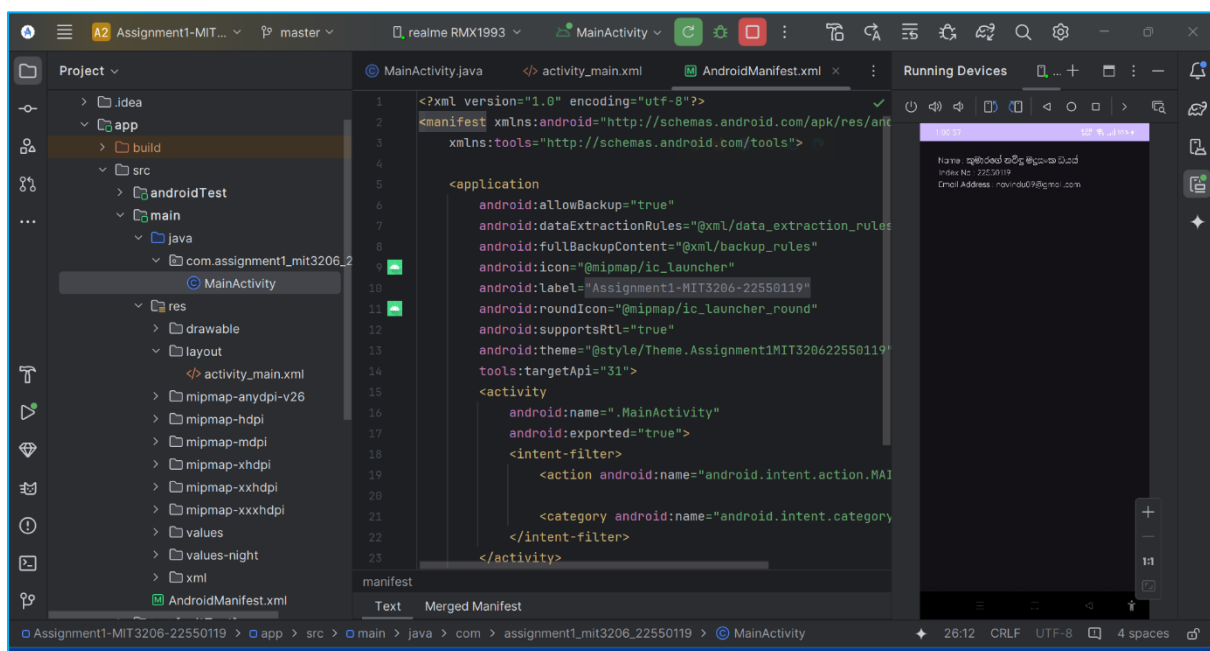 A2 Assignment1-MIT... master realme RMX1993 MainActivity
Project
.idea
app
build
src
androidTest
main
java
com.assignment1_mit3206_2
MainActivity
res
drawable
layout
activity_main.xml
mipmap-anydpi-v26
mipmap-hdpi
mipmap-mdpi
mipmap-xhdpi
mipmap-xxhdpi
mipmap-xxxhdpi
values
values-night
xml
AndroidManifest.xml
MainActivity.java activity_main.xml AndroidManifest.xml
1 <?xml version="1.0" encoding="utf-8"?>
2 <manifest xmlns:android="http://schemas.android.com/apk/res/and
3 xmlns:tools="http://schemas.android.com/tools">
4
5 <application
6 android:allowBackup="true"
7 android:dataExtractionRules="@xml/data_extraction_rules
8 android:fullBackupContent="@xml/backup_rules"
9 android:icon="@mipmap/ic_launcher"
10 android:label="Assignment1-MIT3206-22550119"
11 android:roundIcon="@mipmap/ic_launcher_round"
12 android:supportsRtl="true"
13 android:theme="@style/Theme.Assignment1MIT320622550119"
14 tools:targetApi="31">
15 <activity
16 android:name=".MainActivity"
17 android:exported="true">
18 <intent-filter>
19 <action android:name="android.intent.action.MAI
20
21 <category android:name="android.intent.category
22 </intent-filter>
23 </activity>
manifest
Text Merged Manifest
Running Devices
Name : කුමාරගේ නවිඳු
Index No : 22550119
Email Address : navindu09@gmail.com
1:1
Assignment1-MIT3206-22550119 > app > src > main > java > com > assignment1_mit3206_22550119 > MainActivity 26:12 CRLF UTF-8 4 spaces